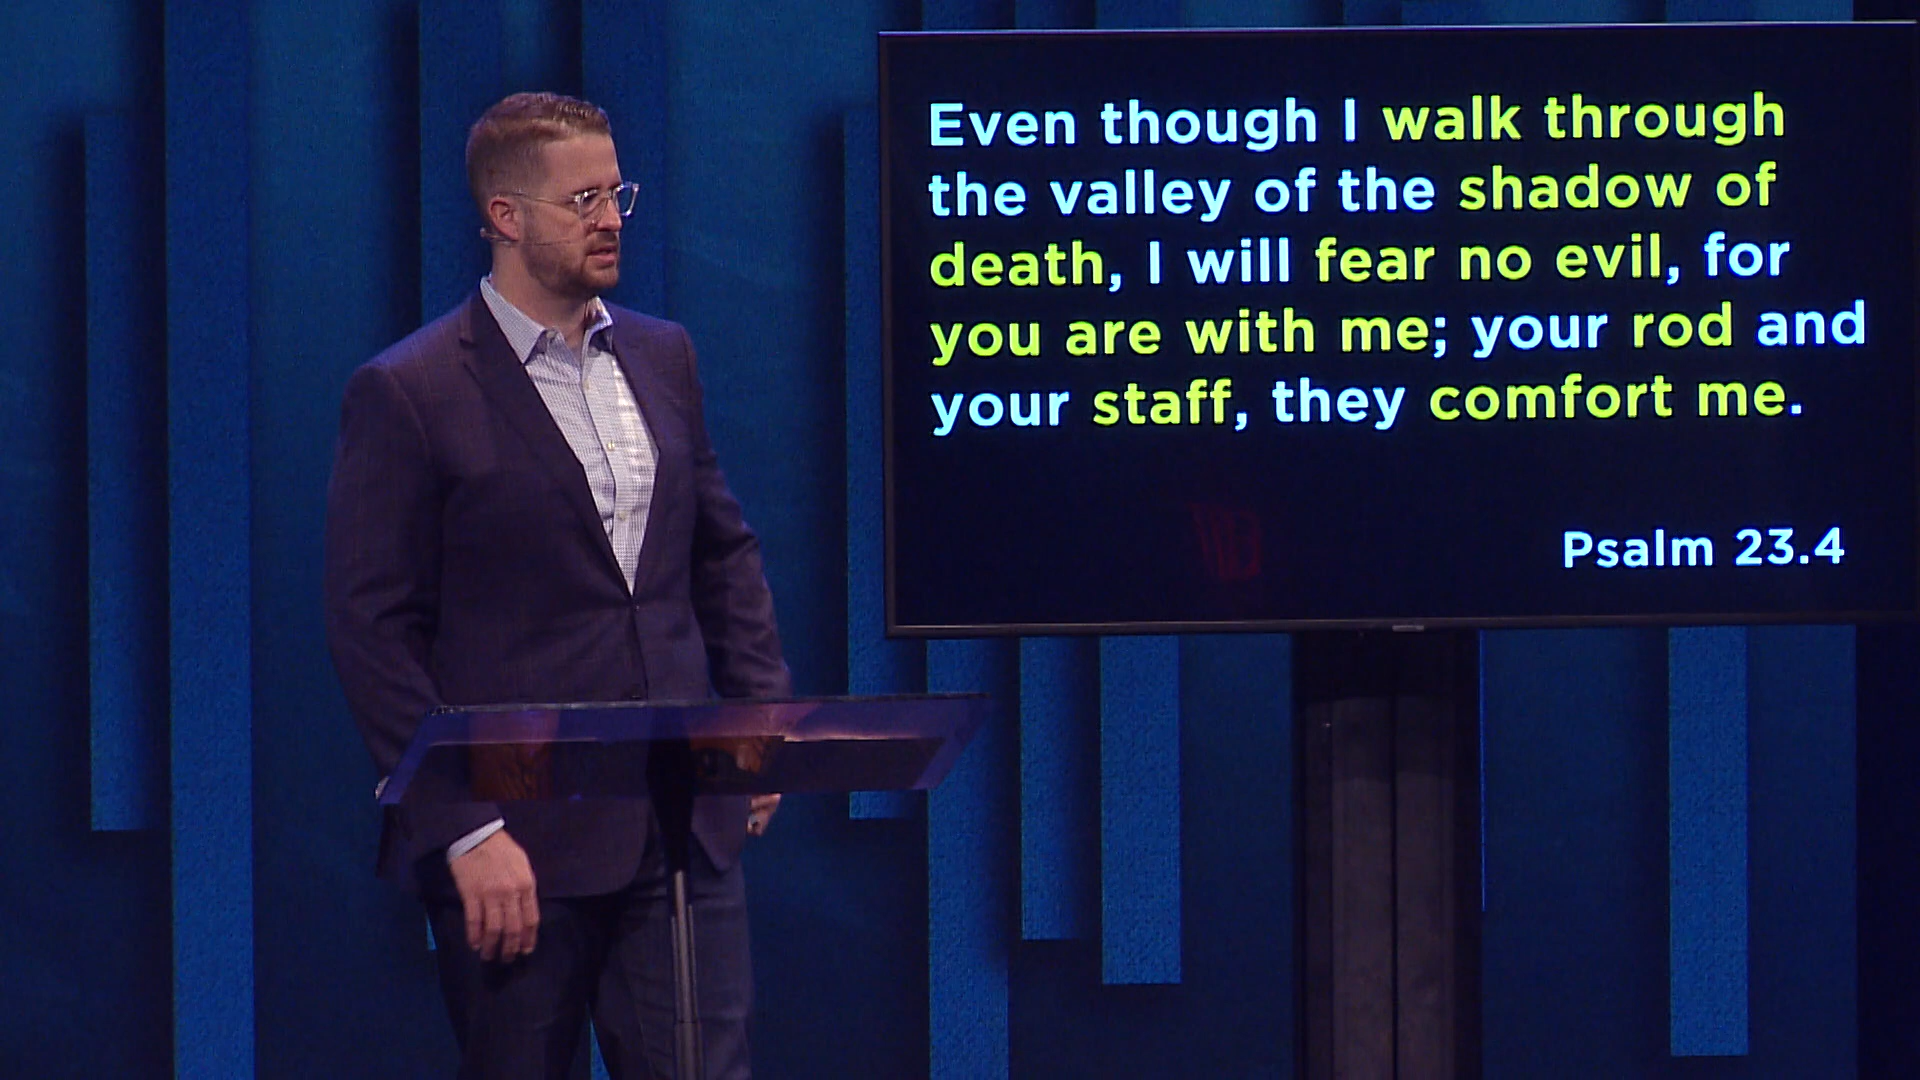 Even though I walk through
the valley of the shadow of
death, I will fear no evil, for
you are with me; your rod and
your staff, they comfort me.
Psalm 23.4